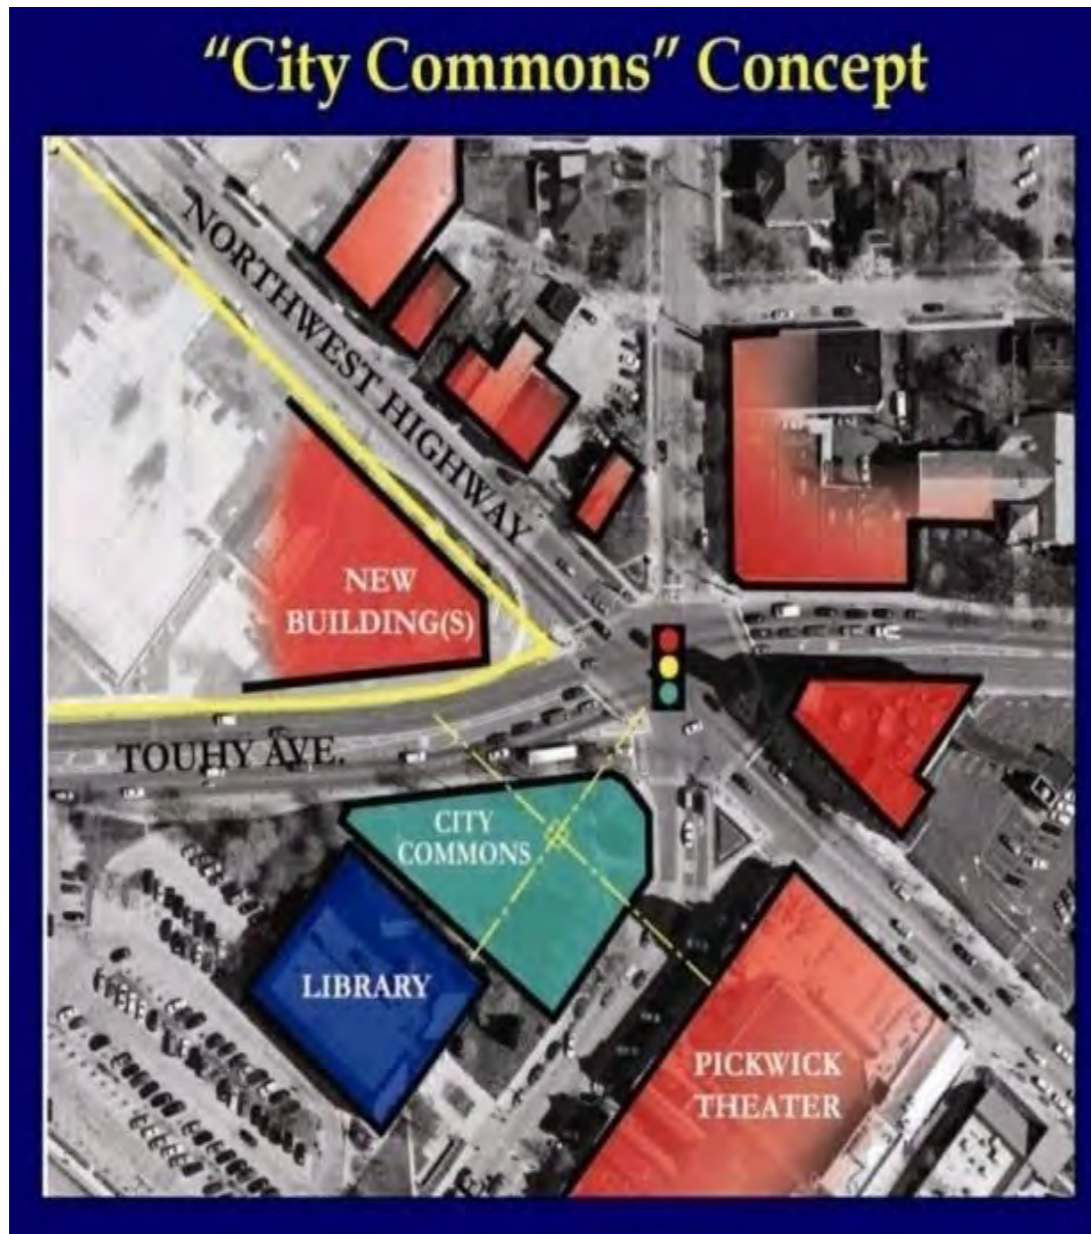 “City Commons” Concept
NORTHWEST HIGHWAY
NEW
BUILDING(S)
TOUHY AVE.
CITY
COMMONS
LIBRARY
PICKWICK
THEATER